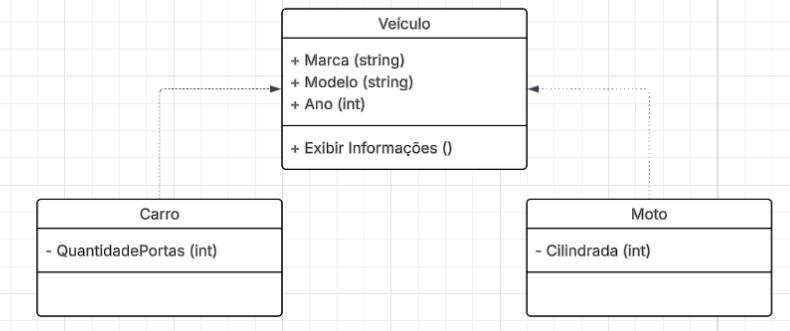 Veículo
+ Marca (string)
+ Modelo (string)
+ Ano (int)
+ Exibir Informações ()
Carro
- QuantidadePortas (int)
Moto
- Cilindrada (int)